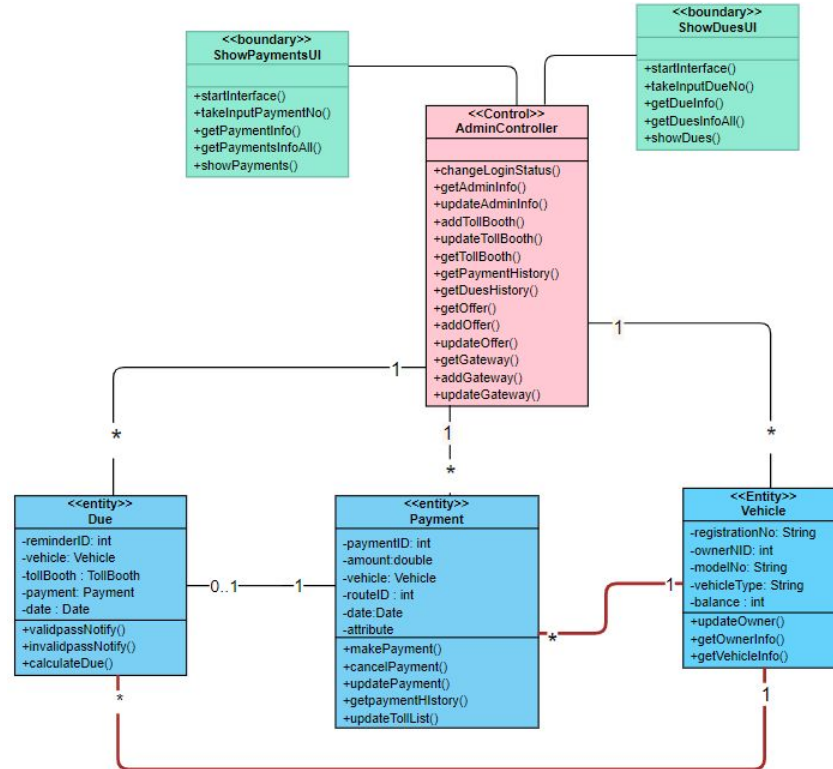 <<boundary>>
ShowPaymentsUI
+startInterface()
+takeInputPaymentNo()
+getPaymentInfo()
+getPaymentsInfoAll()
+showPayments()
<<boundary>>
ShowDuesUI
+startInterface()
+takeInputDueNo()
+getDueInfo()
+getDuesInfoAll()
+showDues()
<<Control>>
AdminController
+changeLoginStatus()
+getAdminInfo()
+updateAdminInfo()
+addTollBooth()
+updateTollBooth()
+getTollBooth()
+getPaymentHistory()
+getDuesHistory()
+getOffer()
+addOffer()
+updateOffer()
+getGateway()
+addGateway()
+updateGateway()
1
1
1
*
*
*
<<entity>>
Due
-reminderID: int
-vehicle: Vehicle
-tollBooth : TollBooth
-payment: Payment
-date : Date
+validpassNotify()
+invalidpassNotify()
+calculateDue()
0..1
1
<<entity>>
Payment
-paymentID: int
-amount:double
-vehicle: Vehicle
-routeID : int
-date:Date
-attribute
+makePayment()
+cancelPayment()
+updatePayment()
+getpaymentHIstory()
+updateTollList()
*
1
<<Entity>>
Vehicle
-registrationNo: String
-ownerNID: int
-modelNo: String
-vehicleType: String
-balance : int
+updateOwner()
+getOwnerInfo()
+getVehicleInfo()
*
1